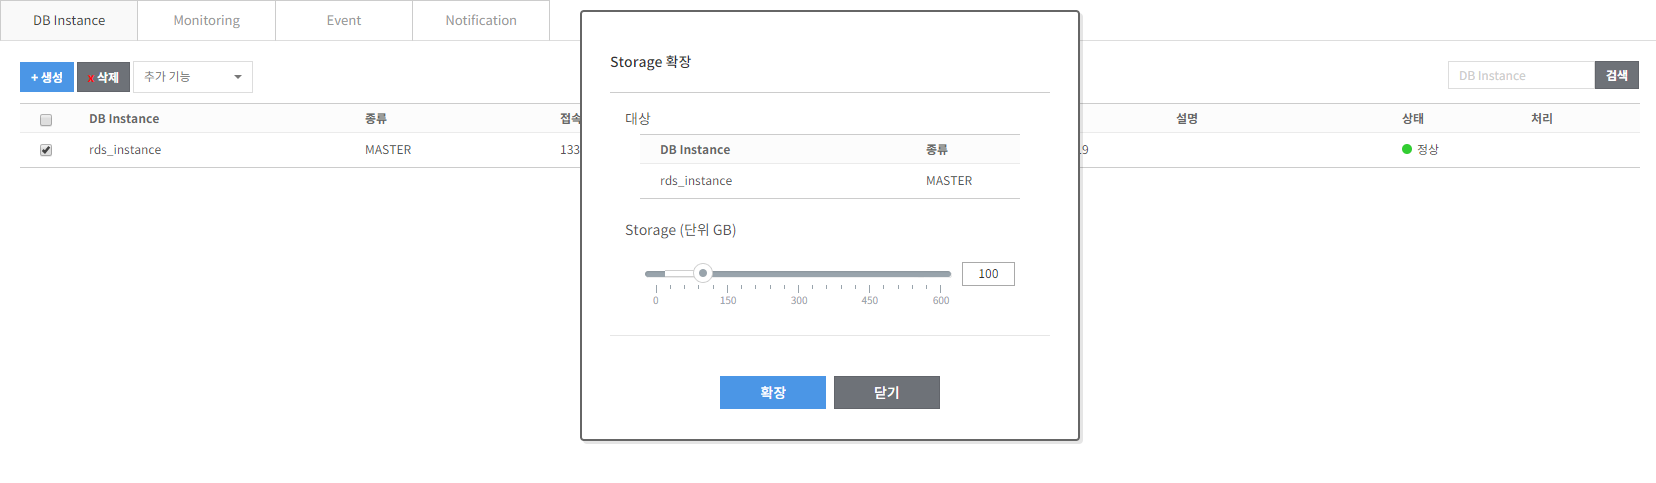 DB Instance Monitoring Event Notification
+ 생성 x 삭제 추가 기능 DB Instance 검색
DB Instance 종류 접속 설명 상태 처리
rds_instance MASTER 133 .9 정상
Storage 확장
대상
DB Instance 종류
rds_instance MASTER
Storage (단위 GB)
100
0 150 300 450 600
확장 닫기